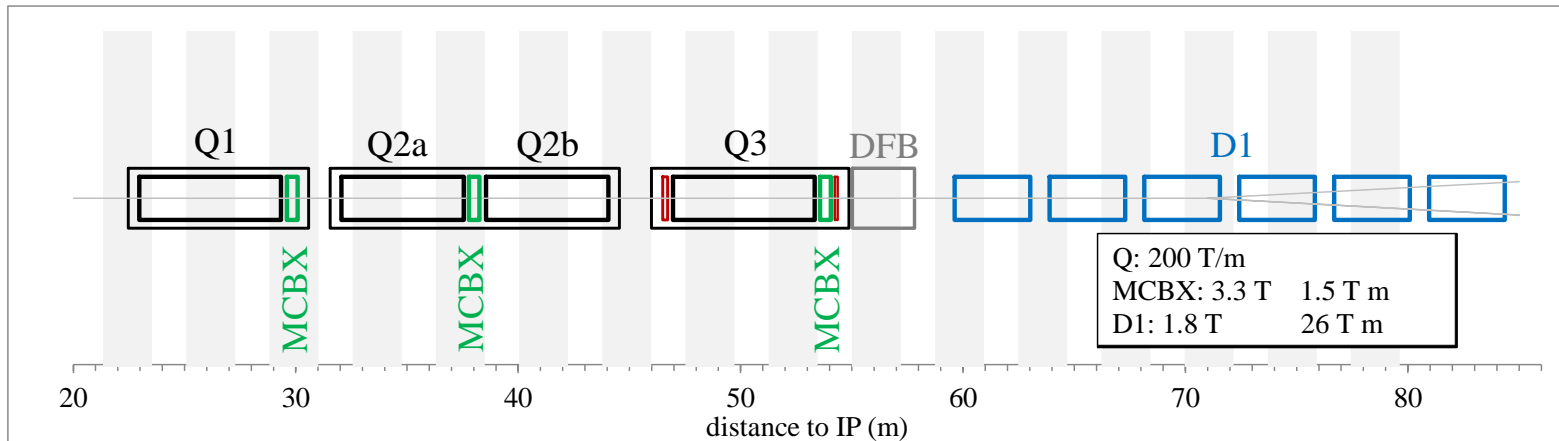 Q1
Q2a
Q2b
Q3
DFB
D1
MCBX
MCBX
MCBX
Q: 200 T/m
MCBX: 3.3 T 1.5 T m
D1: 1.8 T 26 T m
20 30 40 50 60 70 80
distance to IP (m)